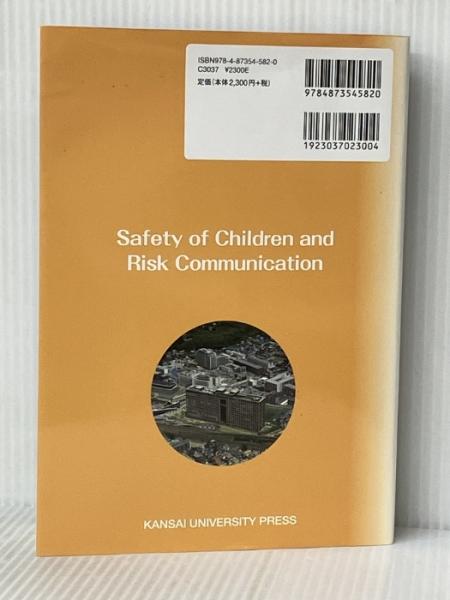 ISBN978-4-87354-582-0
C3037 ¥2300E
定価(本体2,300円+税)
9784873545820
1923037023004
Safety of Children and
Risk Communication
KANSAI UNIVERSITY PRESS